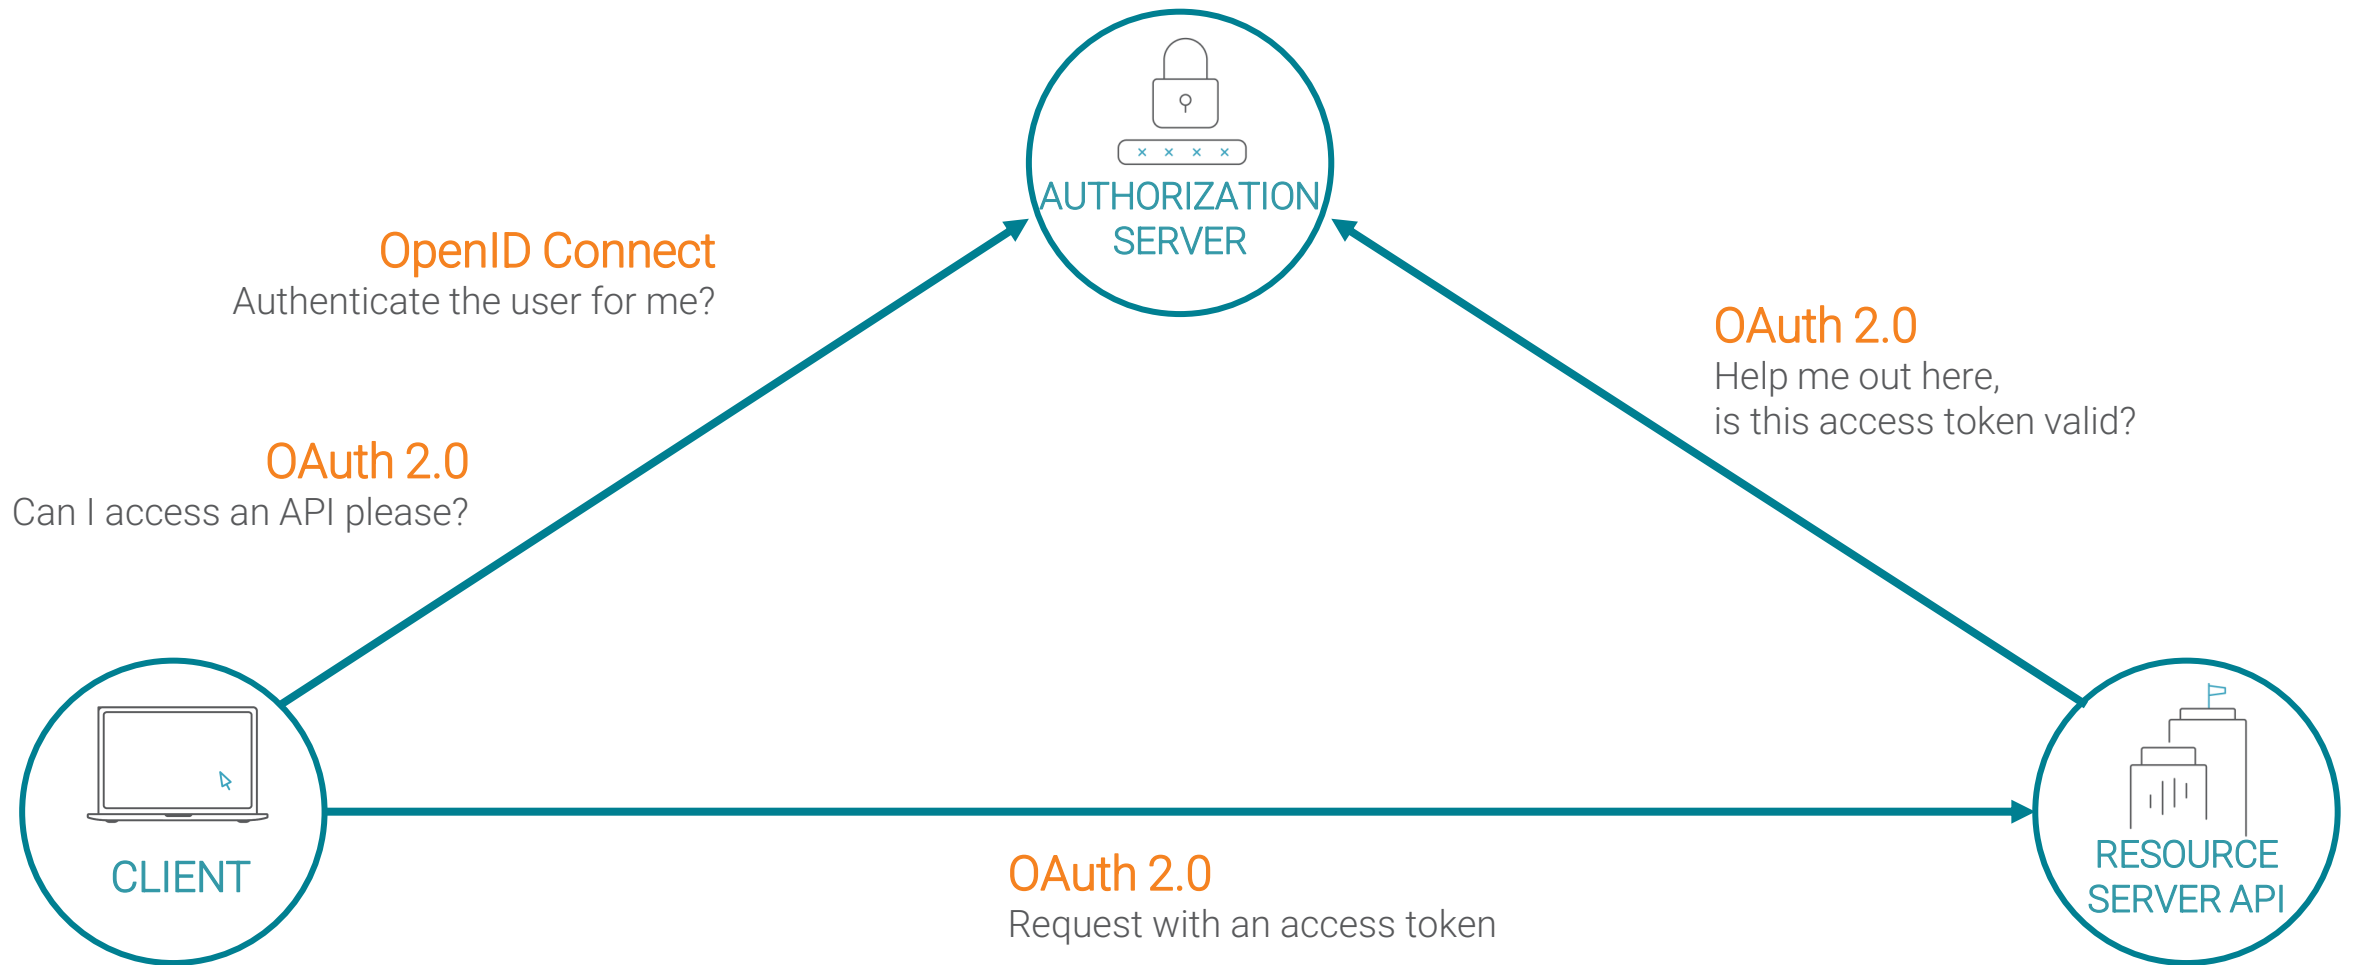 AUTHORIZATION
SERVER
OpenID Connect
Authenticate the user for me?
OAuth 2.0
Help me out here,
is this access token valid?
OAuth 2.0
Can I access an API please?
CLIENT
RESOURCE
SERVER API
OAuth 2.0
Request with an access token